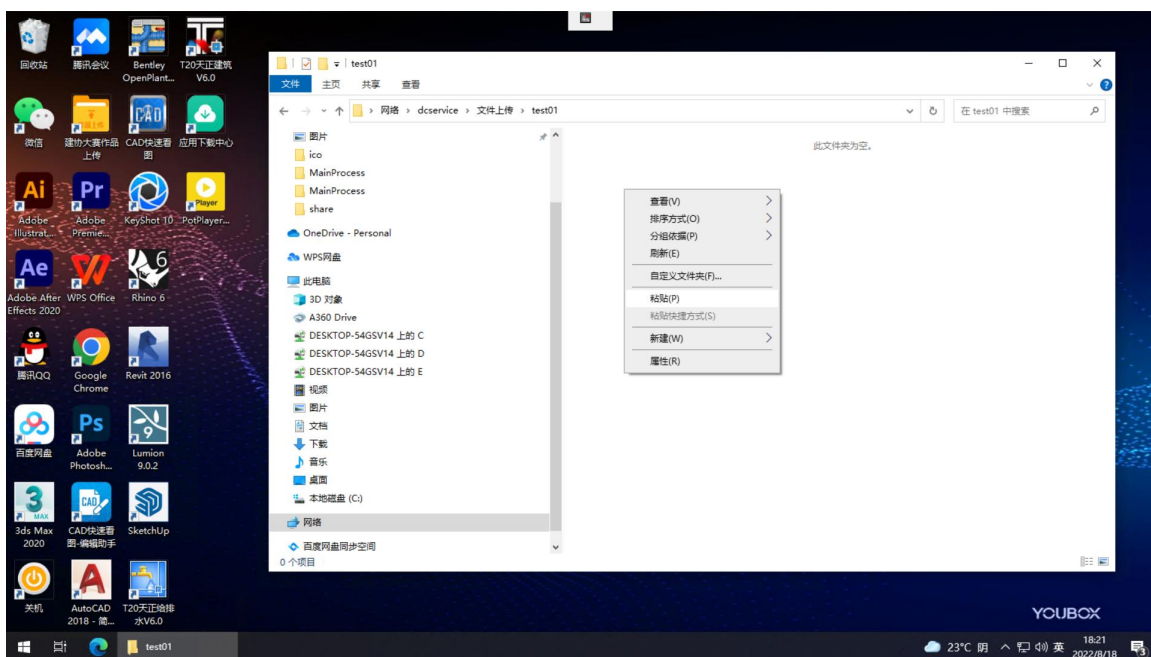 回收站
腾讯会议
Bentley
OpenPlant...
T20天正建筑
V6.0
微信
建协大赛作品
上传
CAD快速看
图
应用下载中心
Ai
Adobe
Illustrat...
Pr
Adobe
Premie...
KeyShot 10
Player
PotPlayer...
Ae
Adobe After
Effects 2020
WPS Office
6
Rhino 6
腾讯QQ
Google
Chrome
Revit 2016
百度网盘
Ps
Adobe
Photosh...
9
Lumion
9.0.2
3
MAX
3ds Max
2020
CAD
CAD快速看
图-编辑助手
SketchUp
关机
AutoCAD
2018 - 简...
T20天正给排
水V6.0
test01
文件 主页 共享 查看
网络 › dcservice › 文件上传 › test01
在 test01 中搜索
图片
ico
MainProcess
MainProcess
share
OneDrive - Personal
WPS网盘
此电脑
3D 对象
A360 Drive
DESKTOP-54GSV14 上的 C
DESKTOP-54GSV14 上的 D
DESKTOP-54GSV14 上的 E
视频
图片
文档
下载
音乐
桌面
本地磁盘 (C:)
网络
百度网盘同步空间
0 个项目
此文件夹为空。
查看(V)
排序方式(O)
分组依据(P)
刷新(E)
自定义文件夹(F)...
粘贴(P)
粘贴快捷方式(S)
新建(W)
属性(R)
YOUBOX
test01
23°C 阴
英
18:21
2022/8/18
3